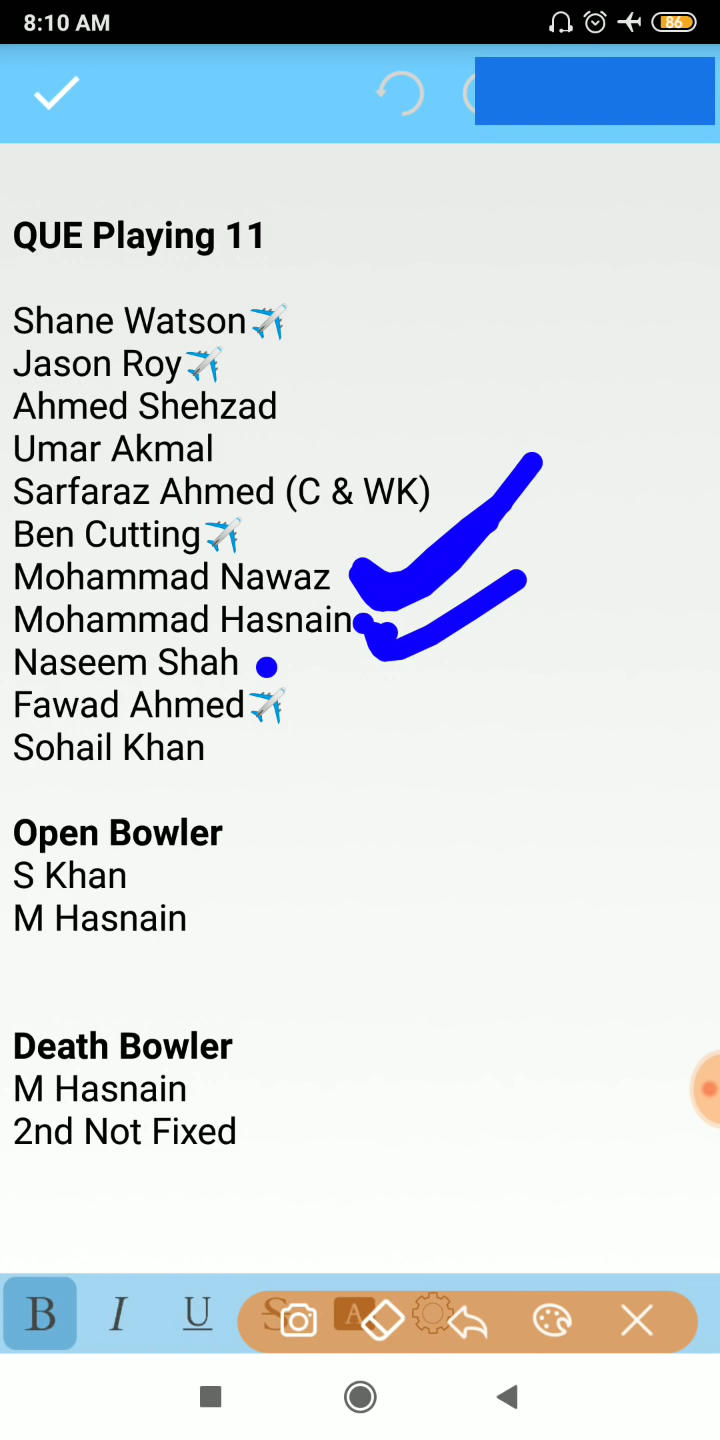 8:10 AM
86
QUE Playing 11
Shane Watson✈️
Jason Roy✈️
Ahmed Shehzad
Umar Akmal
Sarfaraz Ahmed (C & WK)
Ben Cutting✈️
Mohammad Nawaz
Mohammad Hasnain
Naseem Shah
Fawad Ahmed✈️
Sohail Khan
Open Bowler
S Khan
M Hasnain
Death Bowler
M Hasnain
2nd Not Fixed
B I U S A